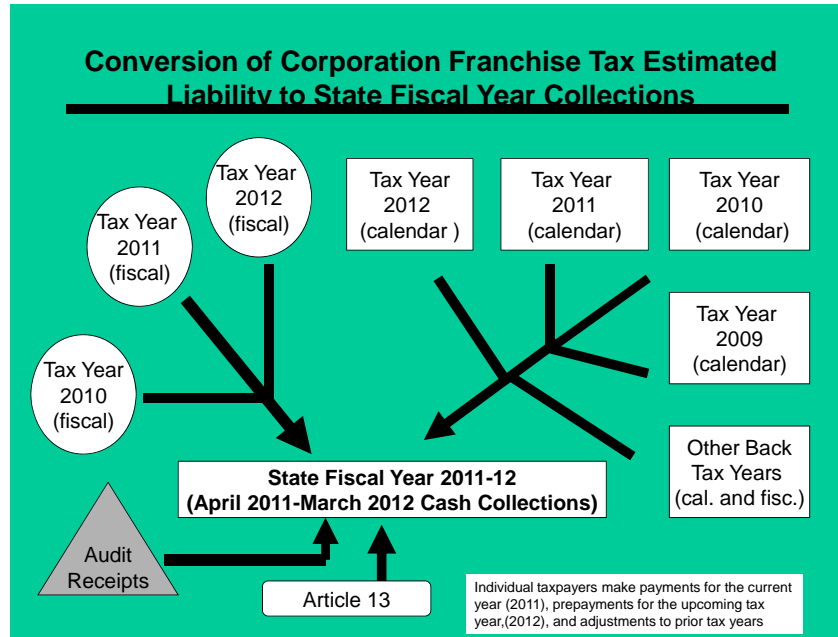 Conversion of Corporation Franchise Tax Estimated
Liability to State Fiscal Year Collections
Tax Year
2012
(fiscal)
Tax Year
2011
(fiscal)
Tax Year
2010
(fiscal)
Tax Year
2012
(calendar )
Tax Year
2011
(calendar)
Tax Year
2010
(calendar)
Tax Year
2009
(calendar)
Other Back
Tax Years
(cal. and fisc.)
State Fiscal Year 2011-12
(April 2011-March 2012 Cash Collections)
Audit
Receipts
Article 13
Individual taxpayers make payments for the current
year (2011), prepayments for the upcoming tax
year,(2012), and adjustments to prior tax years